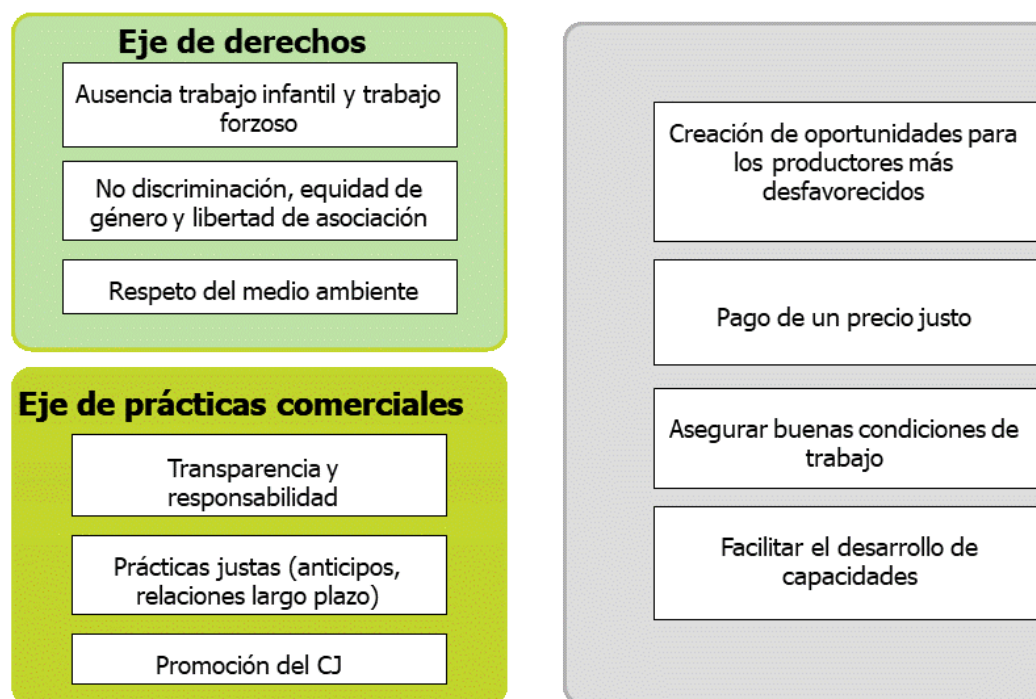 Eje de derechos
Ausencia trabajo infantil y trabajo
forzoso
No discriminación, equidad de
género y libertad de asociación
Respeto del medio ambiente
Eje de prácticas comerciales
Transparencia y
responsabilidad
Prácticas justas (anticipos,
relaciones largo plazo)
Promoción del CJ
Creación de oportunidades para
los productores más
desfavorecidos
Pago de un precio justo
Asegurar buenas condiciones de
trabajo
Facilitar el desarrollo de
capacidades